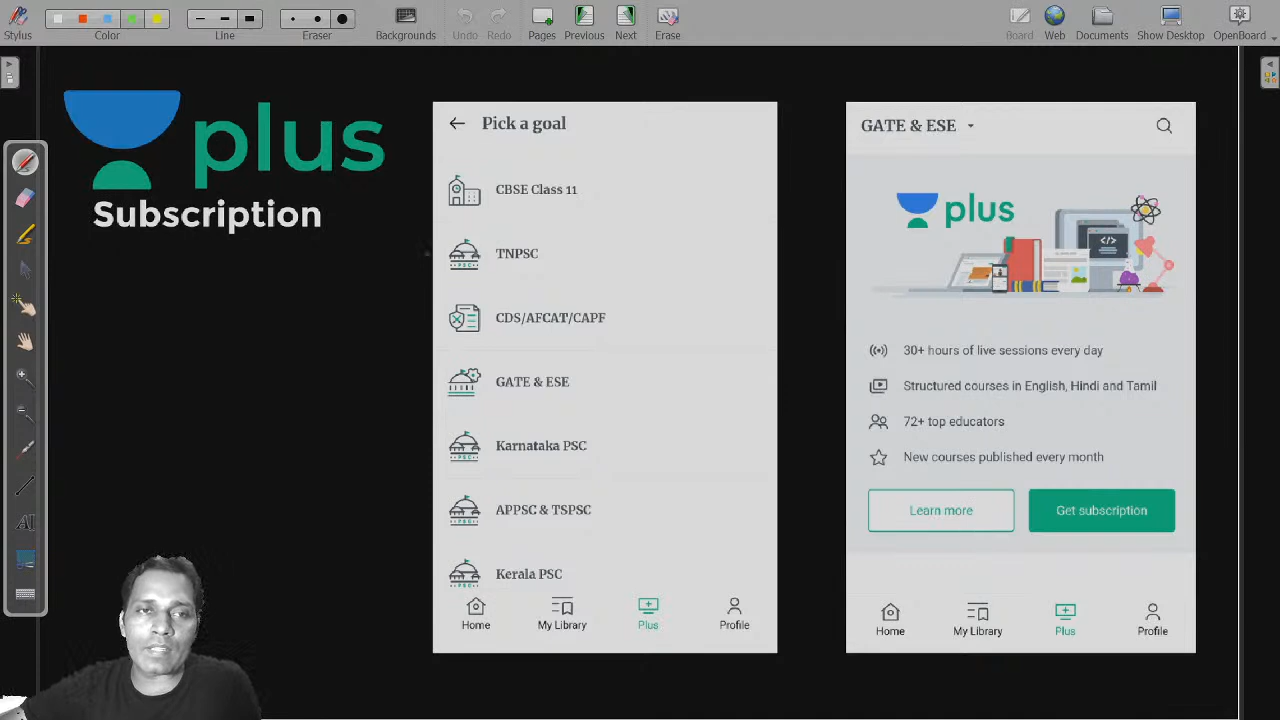 Stylus
Color
Line
Eraser
Backgrounds
Undo
Redo
Pages
Previous
Next
Erase
Board
Web
Documents
Show Desktop
OpenBoard
plus
Subscription
Pick a goal
CBSE Class 11
TNPSC
CDS/AFCAT/CAPF
GATE & ESE
Karnataka PSC
APPSC & TSPSC
Kerala PSC
Home
My Library
Plus
Profile
GATE & ESE
plus
30+ hours of live sessions every day
Structured courses in English, Hindi and Tamil
72+ top educators
New courses published every month
Learn more
Get subscription
Home
My Library
Plus
Profile